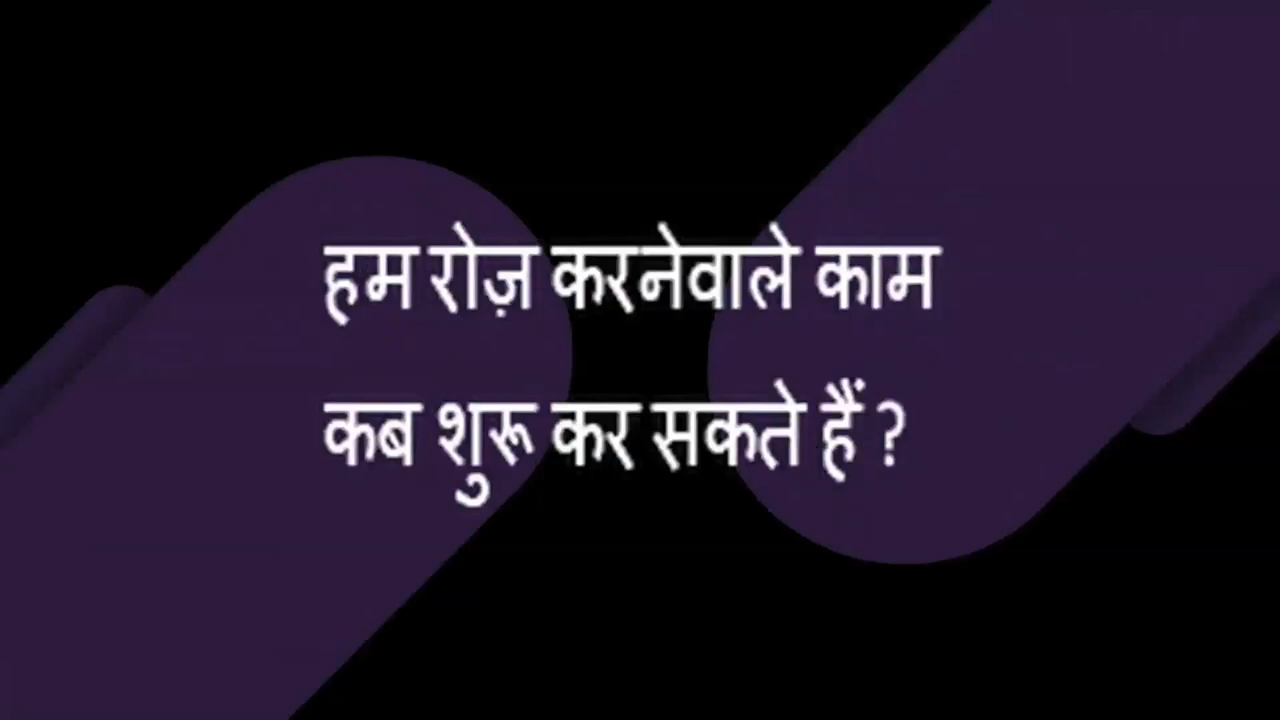 हम रोज़ करनेवाले काम
कब शुरू कर सकते हैं ?